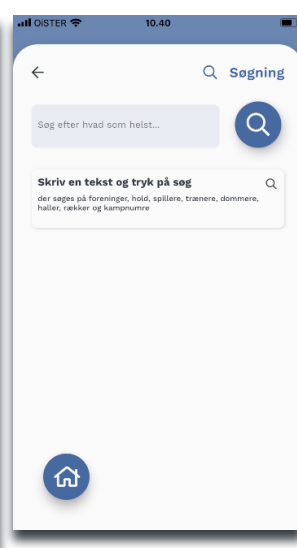 OiSTER 10.40
Søgning
Søg efter hvad som helst...
Skriv en tekst og tryk på søg
der søges på foreninger, hold, spillere, trænere, dommere,
haller, rækker og kampnumre